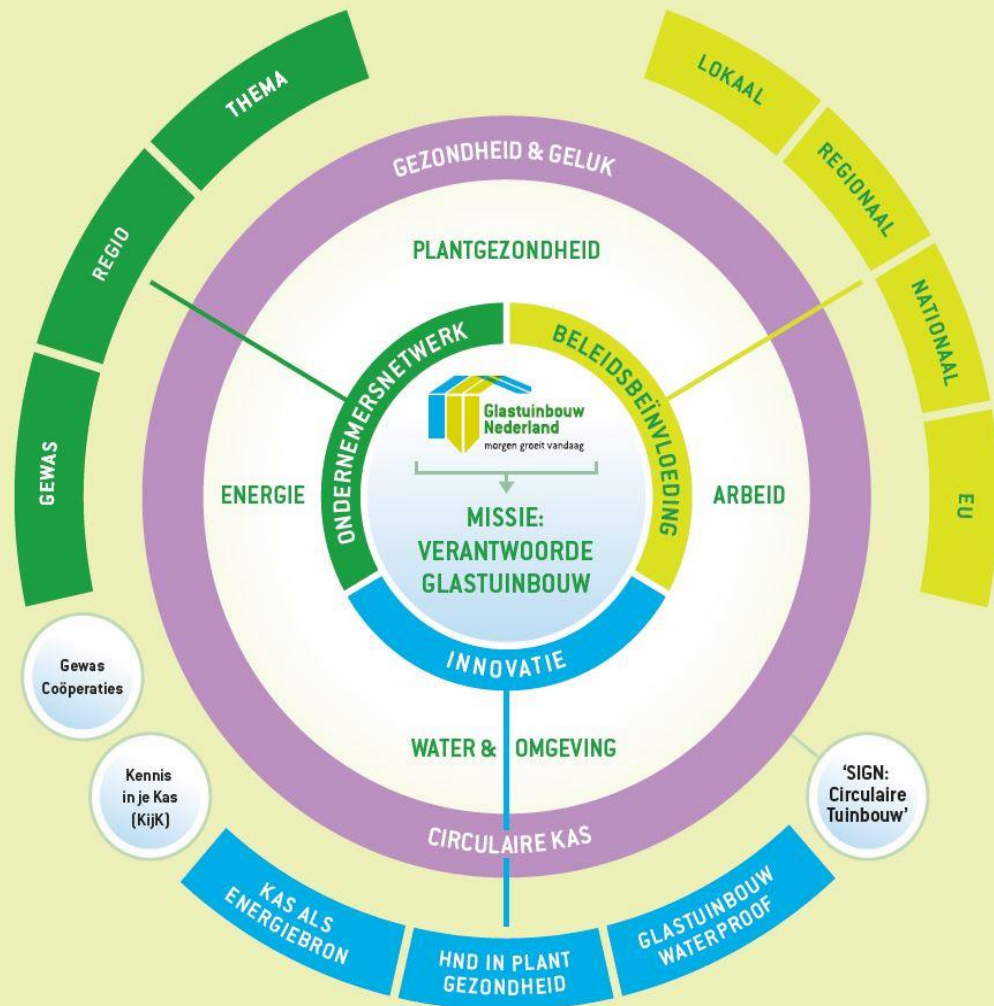 THEMA
REGIO
GEWAS
LOKAAL
REGIONAAL
NATIONAAL
EU
GEZONDHEID & GELUK
PLANTGEZONDHEID
ONDERNEMERSNETWERK
BELEIDSBEÏNVLOEDING
Glastuinbouw
Nederland
morgen groeit vandaag
ENERGIE
ARBEID
MISSIE:
VERANTWOORDE
GLASTUINBOUW
INNOVATIE
WATER & OMGEVING
CIRCULAIRE KAS
Gewas
Coöperaties
Kennis
in je Kas
(KijK)
'SIGN:
Circulaire
Tuinbouw'
KAS ALS
ENERGIEBRON
HND IN PLANT
GEZONDHEID
GLASTUINBOUW
WATERPROOF